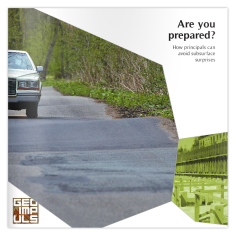 Are you
prepared?
How principals can
avoid subsurface
surprises
GEO
IMP
ULS